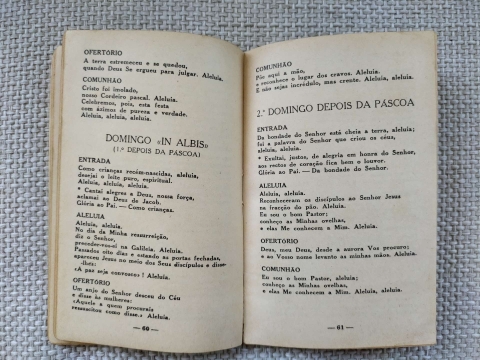 OFERTÓRIO
A terra estremeceu e se quedou,
quando Deus Se ergueu para julgar. Aleluia.
COMUNHÃO
Cristo foi imolado,
nosso Cordeiro pascal. Aleluia.
Celebremos, pois, esta festa
com ázimos de pureza e verdade.
Aleluia, aleluia, aleluia.
DOMINGO «IN ALBIS»
(1.º DEPOIS DA PÁSCOA)
ENTRADA
Como crianças recém-nascidas, aleluia,
desejai o leite puro, espiritual.
Aleluia, aleluia, aleluia.
* Cantai alegres a Deus, nossa força,
aclamai ao Deus de Jacob.
Glória ao Pai. — Como crianças.
ALELUIA
Aleluia, aleluia.
No dia da Minha ressurreição,
diz o Senhor,
preceder-vos-ei na Galileia. Aleluia.
Passados oito dias e estando as portas fechadas,
apareceu Jesus no meio dos Seus discípulos e disse-
-lhes:
«A paz seja convosco»! Aleluia.
OFERTÓRIO
Um anjo do Senhor desceu do Céu
e disse às mulheres:
«Aquele a quem procurais
ressuscitou como disse.» Aleluia.
— 60 —
COMUNHÃO
Põe aqui a mão,
e reconhece o lugar dos cravos. Aleluia.
E não sejas incrédulo, mas crente. Aleluia, aleluia.
2.º DOMINGO DEPOIS DA PÁSCOA
ENTRADA
Da bondade do Senhor está cheia a terra, aleluia;
foi a palavra do Senhor que criou os céus,
aleluia, aleluia.
* Exultai, justos, de alegria em honra do Senhor,
aos rectos de coração fica bem o louvor.
Glória ao Pai. — Da bondade do Senhor.
ALELUIA
Aleluia, aleluia.
Reconheceram os discípulos ao Senhor Jesus
na fracção do pão. Aleluia.
Eu sou o bom Pastor;
conheço as Minhas ovelhas,
e elas Me conhecem a Mim. Aleluia.
OFERTÓRIO
Deus, meu Deus, desde a aurora Vos procuro;
e ao Vosso nome levanto as minhas mãos. Aleluia.
COMUNHÃO
Eu sou o bom Pastor, aleluia;
conheço as Minhas ovelhas,
e elas Me conhecem a Mim. Aleluia, aleluia.
— 61 —